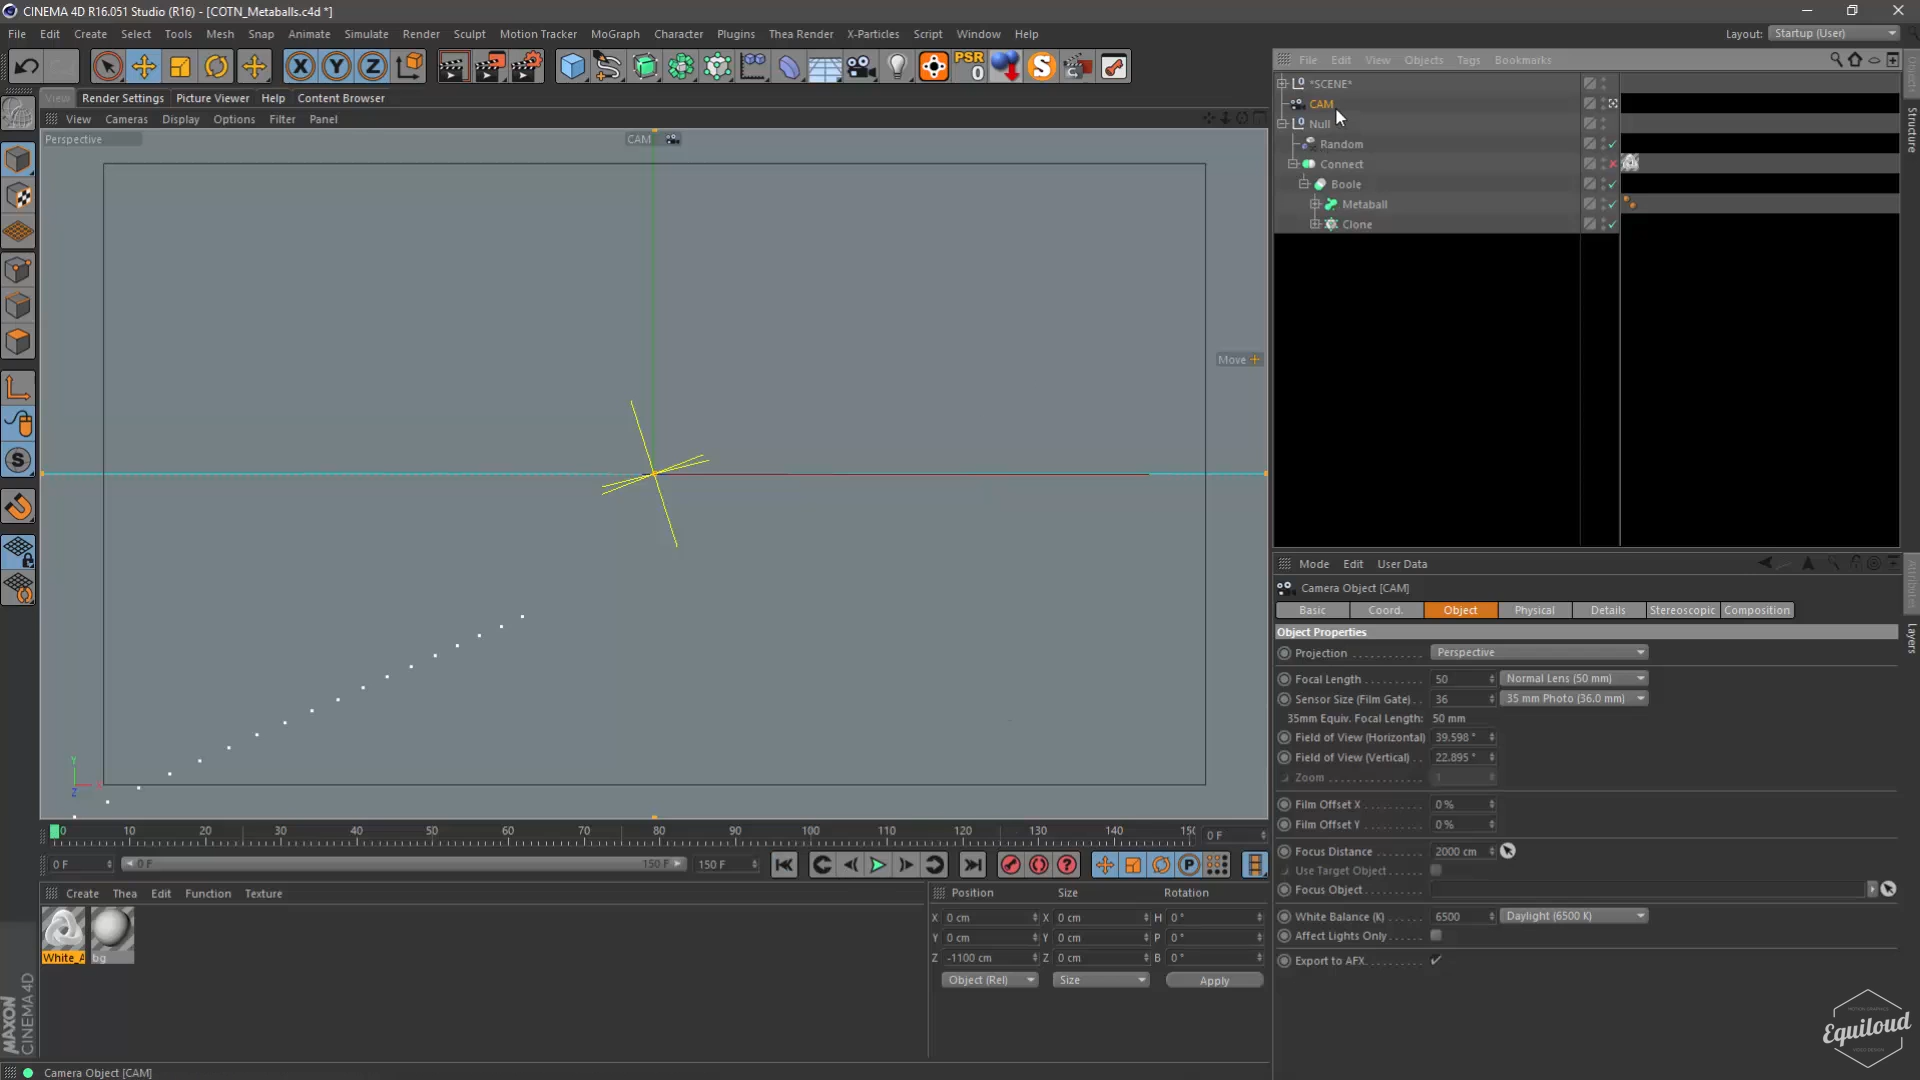 CINEMA 4D R16.051 Studio (R16) - [COTN_Metaballs.c4d *]
File Edit Create Select Tools Mesh Snap Animate Simulate Render Sculpt Motion Tracker MoGraph Character Plugins Thea Render X-Particles Script Window Help
Layout: Startup (User)
X Y Z PSR 0 S
File Edit View Objects Tags Bookmarks
Objects
Structure
View Render Settings Picture Viewer Help Content Browser
View Cameras Display Options Filter Panel
Perspective
CAM
Move
*SCENE*
CAM
Null
Random
Connect
Boole
Metaball
Clone
Y
Z
S
0 10 20 30 40 50 60 70 80 90 100 110 120 130 140 150
0 F
0 F
0 F
150 F
150 F
P
Create Thea Edit Function Texture
White_A
bg
Position Size Rotation
X 0 cm X 0 cm H 0 °
Y 0 cm Y 0 cm P 0 °
Z -1100 cm Z 0 cm B 0 °
Object (Rel) Size Apply
Mode Edit User Data
Attributes
Layers
Camera Object [CAM]
Basic Coord. Object Physical Details Stereoscopic Composition
Object Properties
Projection Perspective
Focal Length 50 Normal Lens (50 mm)
Sensor Size (Film Gate) 36 35 mm Photo (36.0 mm)
35mm Equiv. Focal Length: 50 mm
Field of View (Horizontal) 39.598 °
Field of View (Vertical) 22.895 °
Zoom 1
Film Offset X 0 %
Film Offset Y 0 %
Focus Distance 2000 cm
Use Target Object
Focus Object
White Balance (K) 6500 Daylight (6500 K)
Affect Lights Only
Export to AFX
MAXON
CINEMA 4D
Camera Object [CAM]
Equiloud